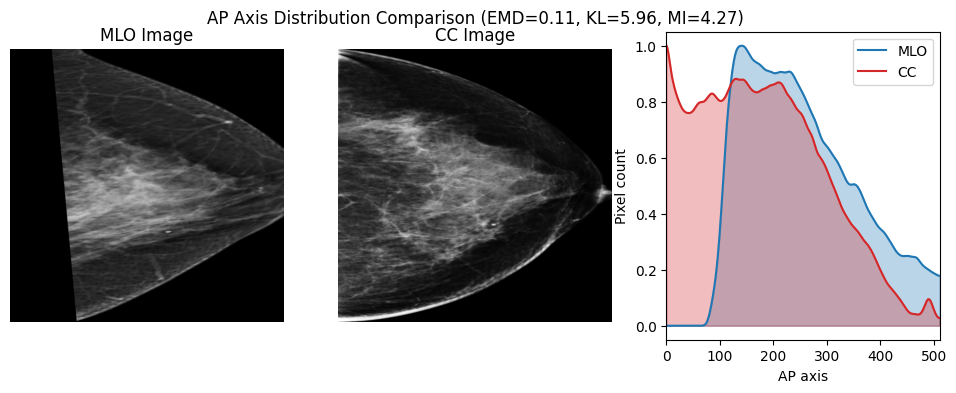 AP Axis Distribution Comparison (EMD=0.11, KL=5.96, MI=4.27)
MLO Image
CC Image
MLO
CC
Pixel count
1.0
0.8
0.6
0.4
0.2
0.0
0 100 200 300 400 500
AP axis